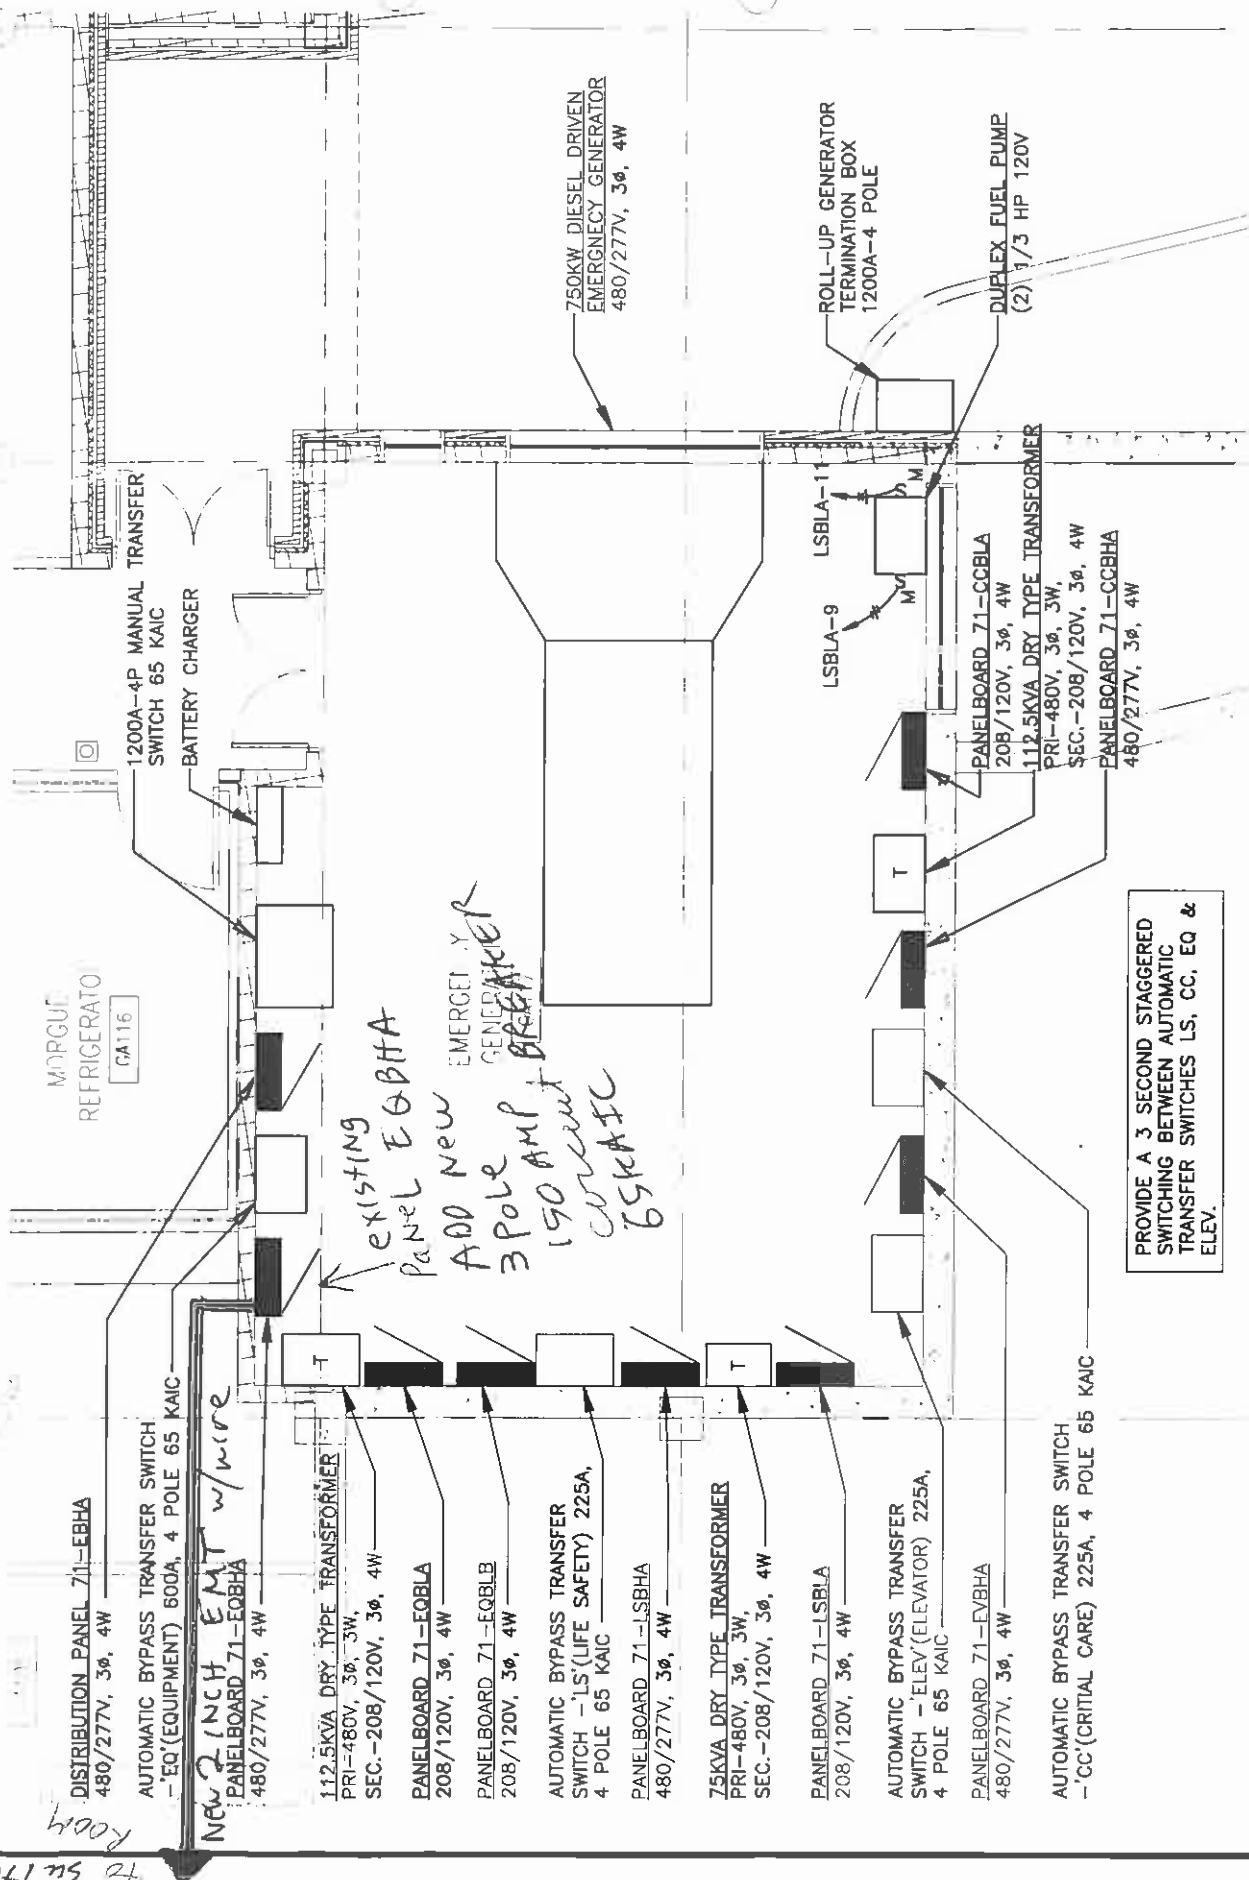 DISTRIBUTION PANEL 71-EBHA
480/277V, 3ø, 4W
AUTOMATIC BYPASS TRANSFER SWITCH
-'EQ'(EQUIPMENT) 600A, 4 POLE 65 KAIC
PANELBOARD 71-EQBHA
480/277V, 3ø, 4W
112.5KVA DRY TYPE TRANSFORMER
PRI-480V, 3ø, 3W,
SEC.-208/120V, 3ø, 4W
PANELBOARD 71-EQBLA
208/120V, 3ø, 4W
PANELBOARD 71-EQBLB
208/120V, 3ø, 4W
AUTOMATIC BYPASS TRANSFER
SWITCH -'LS'(LIFE SAFETY) 225A,
4 POLE 65 KAIC
PANELBOARD 71-LSBHA
480/277V, 3ø, 4W
75KVA DRY TYPE TRANSFORMER
PRI-480V, 3ø, 3W,
SEC.-208/120V, 3ø, 4W
PANELBOARD 71-LSBLA
208/120V, 3ø, 4W
AUTOMATIC BYPASS TRANSFER
SWITCH -'ELEV'(ELEVATOR) 225A,
4 POLE 65 KAIC
PANELBOARD 71-EVBHA
480/277V, 3ø, 4W
AUTOMATIC BYPASS TRANSFER SWITCH
-'CC'(CRITAL CARE) 225A, 4 POLE 65 KAIC
New 2 INCH EMT w/wire
to
Room
MORGUE
REFRIGERATO
GA116
existing
Panel EQBHA
ADD New
3 Pole
150 AMP BREAKER
circuit
65KAIC
EMERGEN Y
T
T
T
1200A-4P MANUAL TRANSFER
SWITCH 65 KAIC
BATTERY CHARGER
750KW DIESEL DRIVEN
EMERGNECY GENERATOR
480/277V, 3ø, 4W
ROLL-UP GENERATOR
TERMINATION BOX
1200A-4 POLE
DUPLEX FUEL PUMP
(2) 1/3 HP 120V
LSBLA-11
LSBLA-9
S
M
S
M
PANELBOARD 71-CCBLA
208/120V, 3ø, 4W
112.5KVA DRY TYPE TRANSFORMER
PRI-480V, 3ø, 3W,
SEC.-208/120V, 3ø, 4W
PANELBOARD 71-CCBHA
480/277V, 3ø, 4W
PROVIDE A 3 SECOND STAGGERED
SWITCHING BETWEEN AUTOMATIC
TRANSFER SWITCHES LS, CC, EQ &
ELEV.